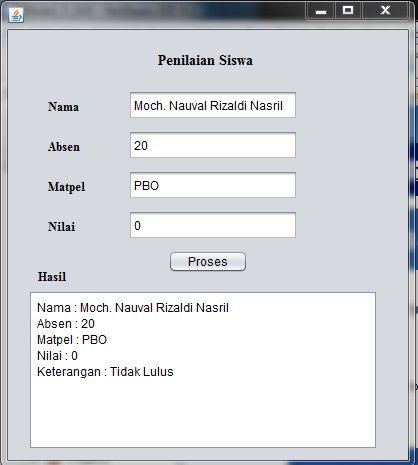 Penilaian Siswa
Nama Moch. Nauval Rizaldi Nasril
Absen 20
Matpel PBO
Nilai 0
Proses
Hasil
Nama : Moch. Nauval Rizaldi Nasril
Absen : 20
Matpel : PBO
Nilai : 0
Keterangan : Tidak Lulus